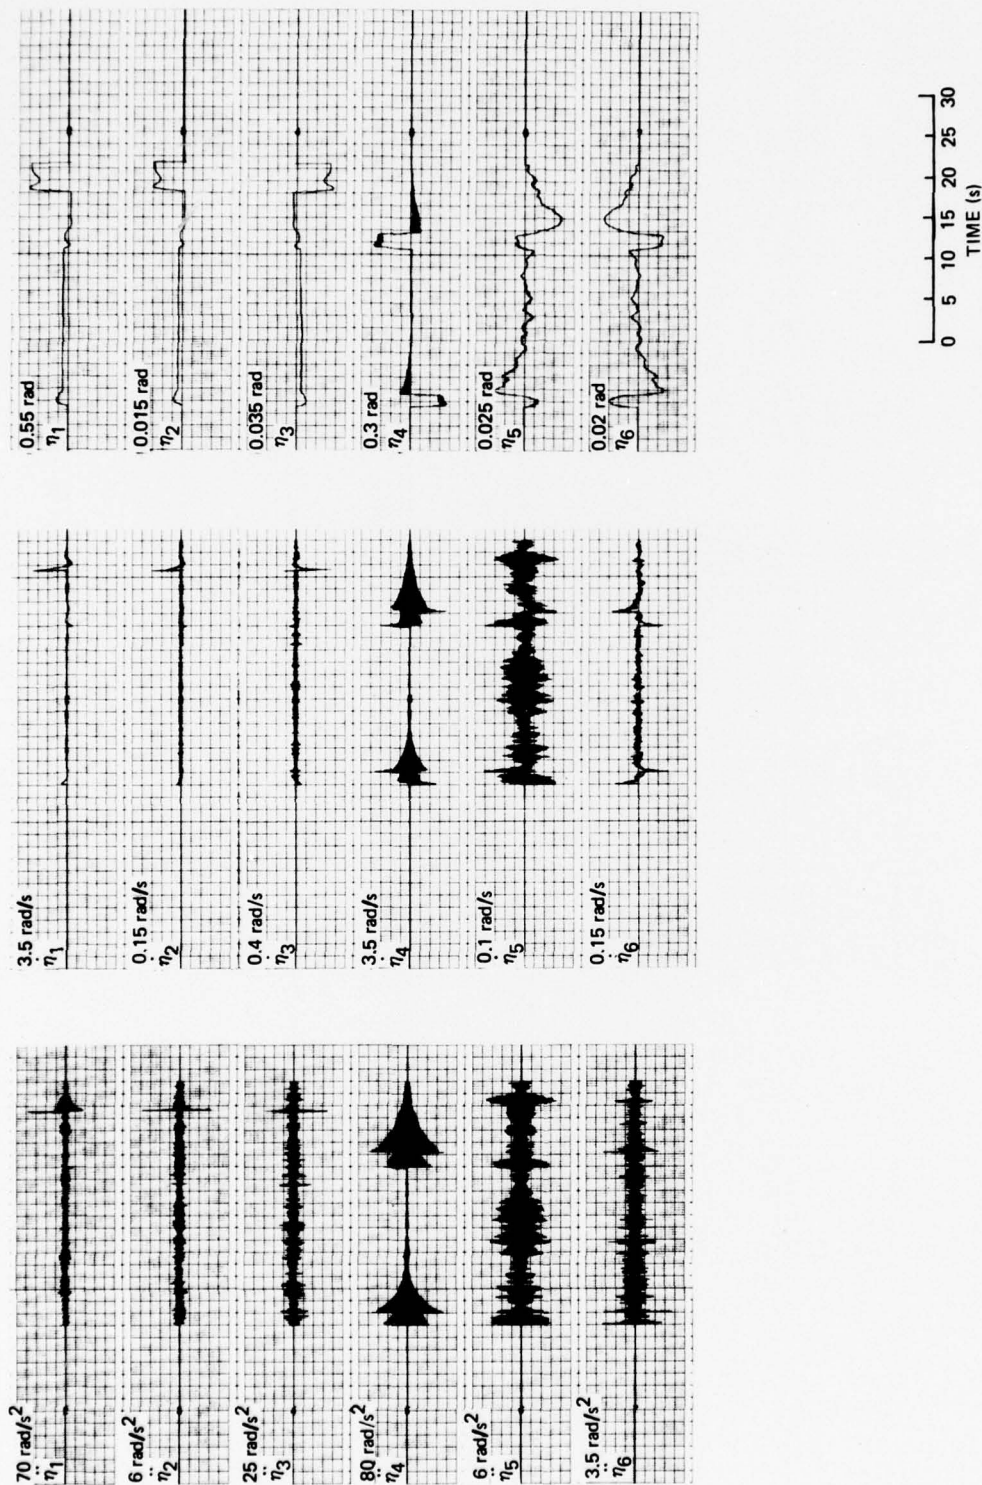 0.55 rad
η1
0.015 rad
η2
0.035 rad
η3
0.3 rad
η4
0.025 rad
η5
0.02 rad
η6
0 5 10 15 20 25 30
TIME (s)
3.5 rad/s
η̇1
0.15 rad/s
η̇2
0.4 rad/s
η̇3
3.5 rad/s
η̇4
0.1 rad/s
η̇5
0.15 rad/s
η̇6
70 rad/s²
η̈1
6 rad/s²
η̈2
25 rad/s²
η̈3
80 rad/s²
η̈4
6 rad/s²
η̈5
3.5 rad/s²
η̈6